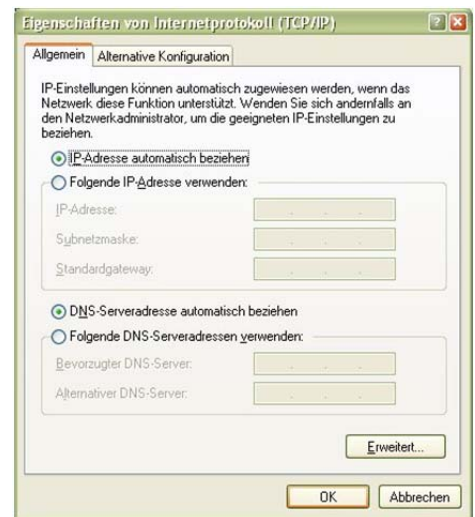 Eigenschaften von Internetprotokoll (TCP/IP)
Allgemein
Alternative Konfiguration
IP-Einstellungen können automatisch zugewiesen werden, wenn das
Netzwerk diese Funktion unterstützt. Wenden Sie sich andernfalls an
den Netzwerkadministrator, um die geeigneten IP-Einstellungen zu
beziehen.
IP-Adresse automatisch beziehen
Folgende IP-Adresse verwenden:
IP-Adresse:
Subnetzmaske:
Standardgateway:
DNS-Serveradresse automatisch beziehen
Folgende DNS-Serveradressen verwenden:
Bevorzugter DNS-Server:
Alternativer DNS-Server:
Erweitert...
OK
Abbrechen